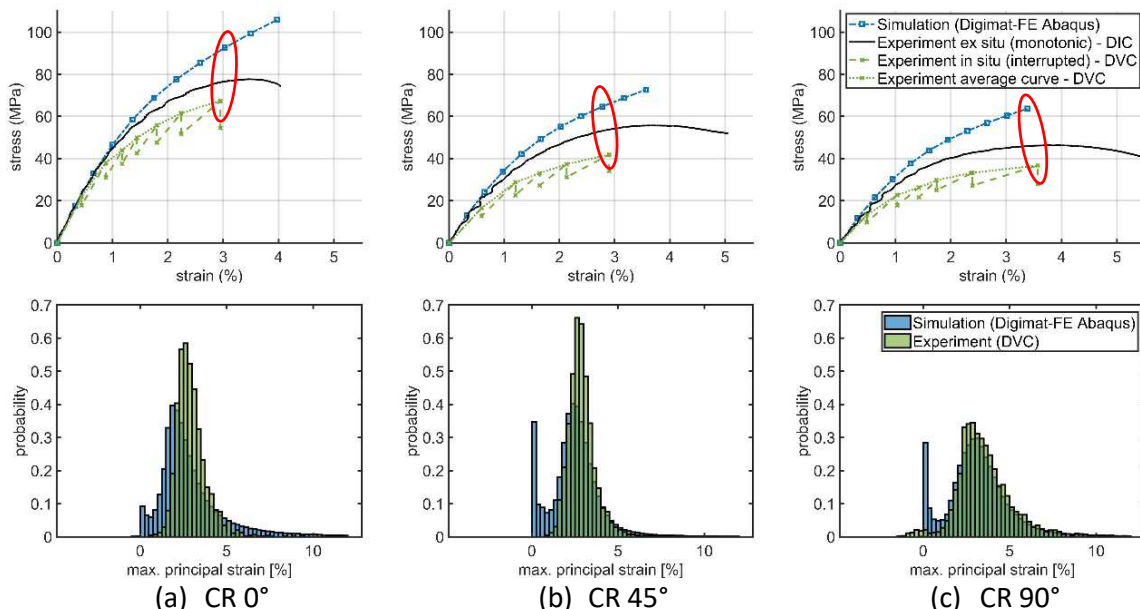 100
80
60
40
20
0
stress (MPa)
0 1 2 3 4 5
strain (%)
100
80
60
40
20
0
stress (MPa)
0 1 2 3 4 5
strain (%)
Simulation (Digimat-FE Abaqus)
Experiment ex situ (monotonic) - DIC
Experiment in situ (interrupted) - DVC
Experiment average curve - DVC
100
80
60
40
20
0
stress (MPa)
0 1 2 3 4 5
strain (%)
0.7
0.6
0.5
0.4
0.3
0.2
0.1
0
probability
0 5 10
max. principal strain [%]
0.7
0.6
0.5
0.4
0.3
0.2
0.1
0
probability
0 5 10
max. principal strain [%]
Simulation (Digimat-FE Abaqus)
Experiment (DVC)
0.7
0.6
0.5
0.4
0.3
0.2
0.1
0
probability
0 5 10
max. principal strain [%]
(a) CR 0°
(b) CR 45°
(c) CR 90°